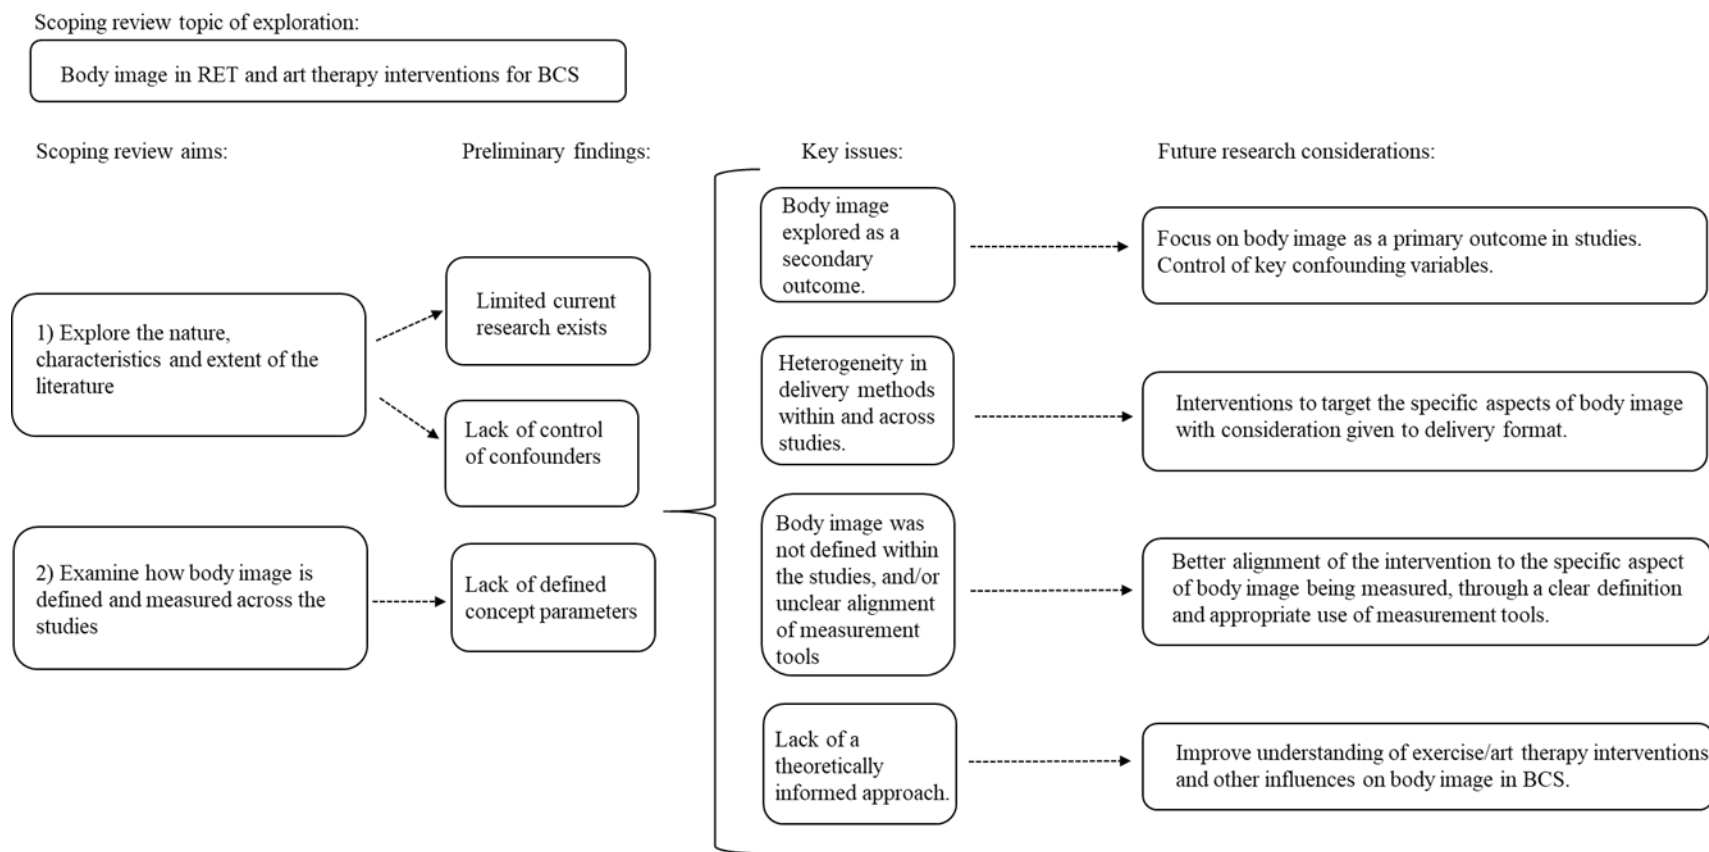 Scoping review topic of exploration:
Body image in RET and art therapy interventions for BCS
Scoping review aims:
Preliminary findings:
Key issues:
Future research considerations:
1) Explore the nature,
characteristics and extent of the
literature
2) Examine how body image is
defined and measured across the
studies
Limited current
research exists
Lack of control
of confounders
Lack of defined
concept parameters
Body image
explored as a
secondary
outcome.
Heterogeneity in
delivery methods
within and across
studies.
Body image was
not defined within
the studies, and/or
unclear alignment
of measurement
tools
Lack of a
theoretically
informed approach.
Focus on body image as a primary outcome in studies.
Control of key confounding variables.
Interventions to target the specific aspects of body image
with consideration given to delivery format.
Better alignment of the intervention to the specific aspect
of body image being measured, through a clear definition
and appropriate use of measurement tools.
Improve understanding of exercise/art therapy interventions
and other influences on body image in BCS.